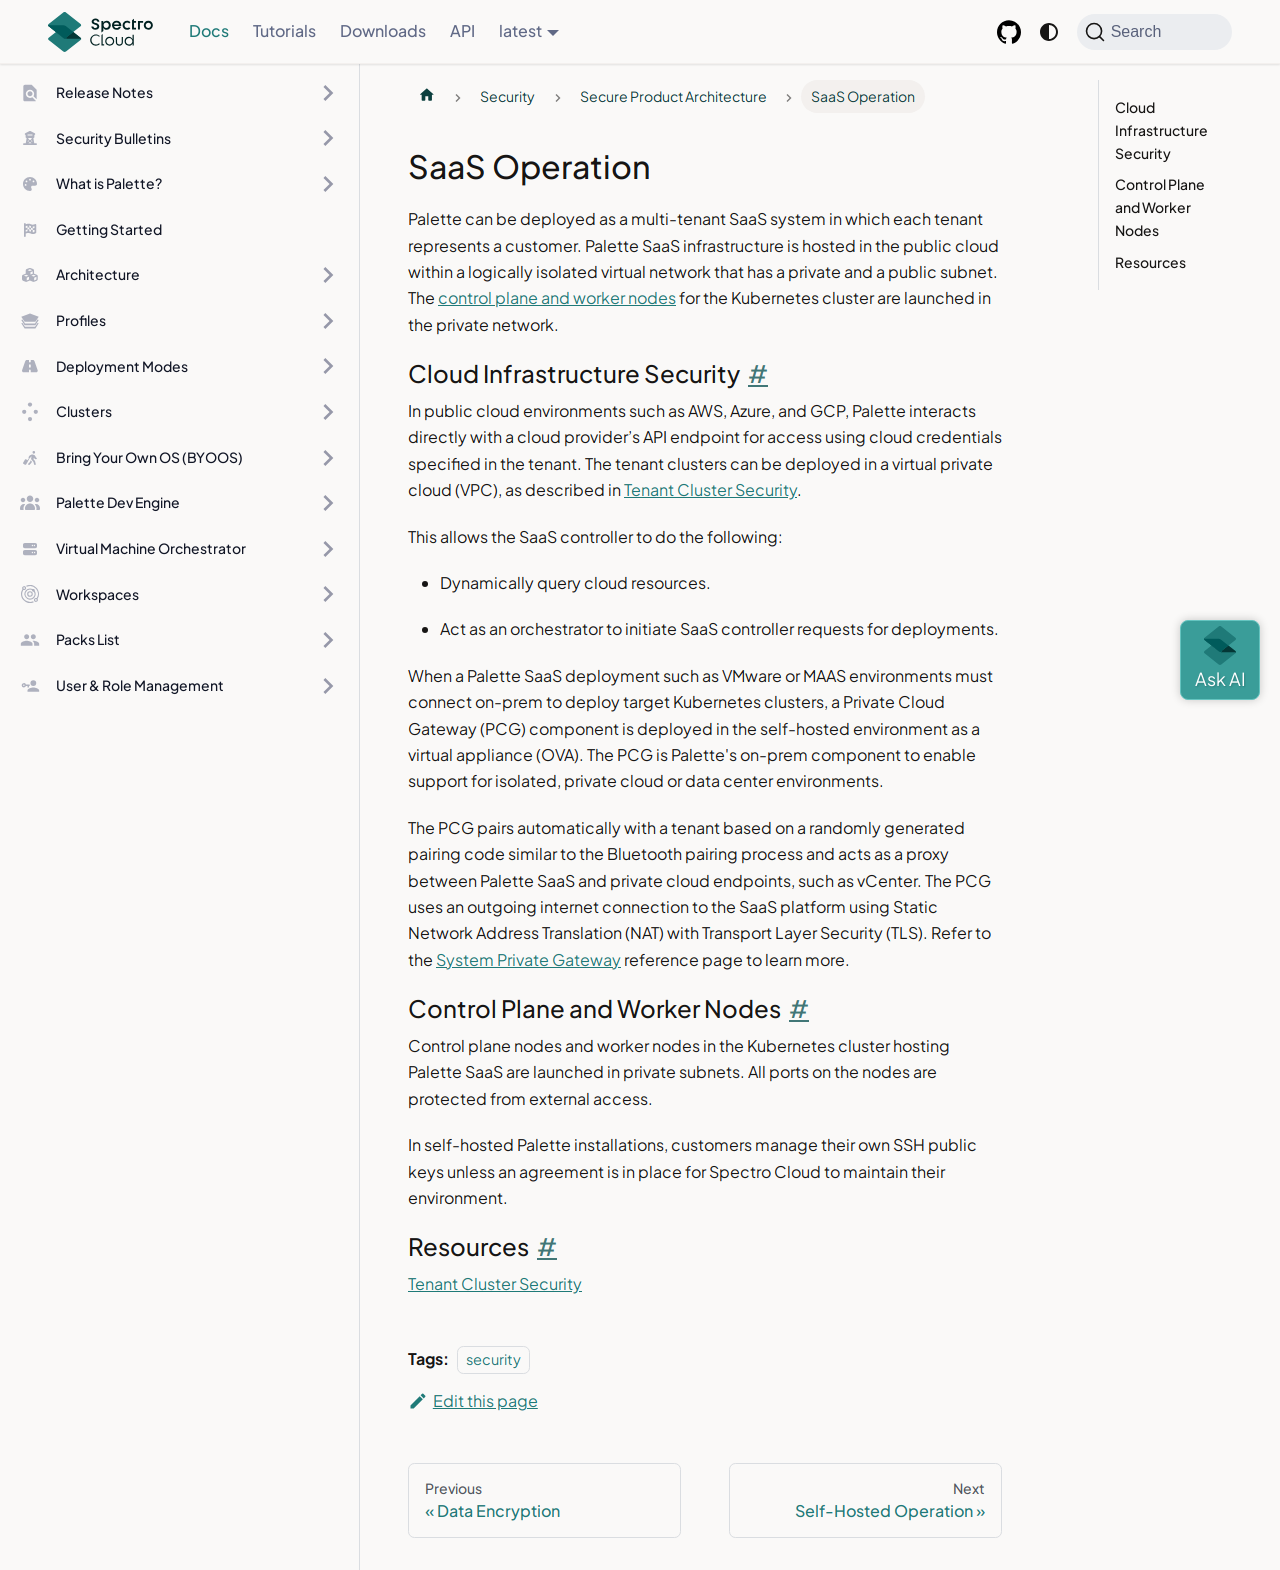 Spectro
Cloud
Docs
Tutorials
Downloads
API
latest
Search
Release Notes
Security Bulletins
What is Palette?
Getting Started
Architecture
Profiles
Deployment Modes
Clusters
Bring Your Own OS (BYOOS)
Palette Dev Engine
Virtual Machine Orchestrator
Workspaces
Packs List
User & Role Management
Security
Secure Product Architecture
SaaS Operation
SaaS Operation
Palette can be deployed as a multi-tenant SaaS system in which each tenant
represents a customer. Palette SaaS infrastructure is hosted in the public cloud
within a logically isolated virtual network that has a private and a public subnet.
The control plane and worker nodes for the Kubernetes cluster are launched in
the private network.
Cloud Infrastructure Security #
In public cloud environments such as AWS, Azure, and GCP, Palette interacts
directly with a cloud provider’s API endpoint for access using cloud credentials
specified in the tenant. The tenant clusters can be deployed in a virtual private
cloud (VPC), as described in Tenant Cluster Security.
This allows the SaaS controller to do the following:
Dynamically query cloud resources.
Act as an orchestrator to initiate SaaS controller requests for deployments.
When a Palette SaaS deployment such as VMware or MAAS environments must
connect on-prem to deploy target Kubernetes clusters, a Private Cloud
Gateway (PCG) component is deployed in the self-hosted environment as a
virtual appliance (OVA). The PCG is Palette's on-prem component to enable
support for isolated, private cloud or data center environments.
The PCG pairs automatically with a tenant based on a randomly generated
pairing code similar to the Bluetooth pairing process and acts as a proxy
between Palette SaaS and private cloud endpoints, such as vCenter. The PCG
uses an outgoing internet connection to the SaaS platform using Static
Network Address Translation (NAT) with Transport Layer Security (TLS). Refer to
the System Private Gateway reference page to learn more.
Control Plane and Worker Nodes #
Control plane nodes and worker nodes in the Kubernetes cluster hosting
Palette SaaS are launched in private subnets. All ports on the nodes are
protected from external access.
In self-hosted Palette installations, customers manage their own SSH public
keys unless an agreement is in place for Spectro Cloud to maintain their
environment.
Resources #
Tenant Cluster Security
Tags: security
Edit this page
Previous
« Data Encryption
Next
Self-Hosted Operation »
Cloud
Infrastructure
Security
Control Plane
and Worker
Nodes
Resources
Ask AI